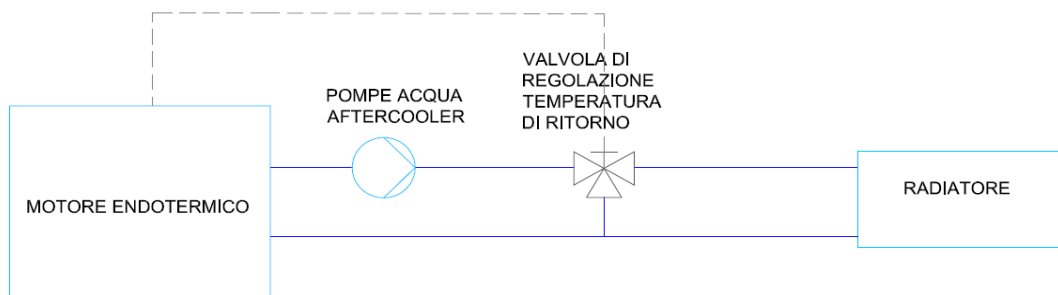 VALVOLA DI
REGOLAZIONE
TEMPERATURA
DI RITORNO
POMPE ACQUA
AFTERCOOLER
MOTORE ENDOTERMICO
RADIATORE